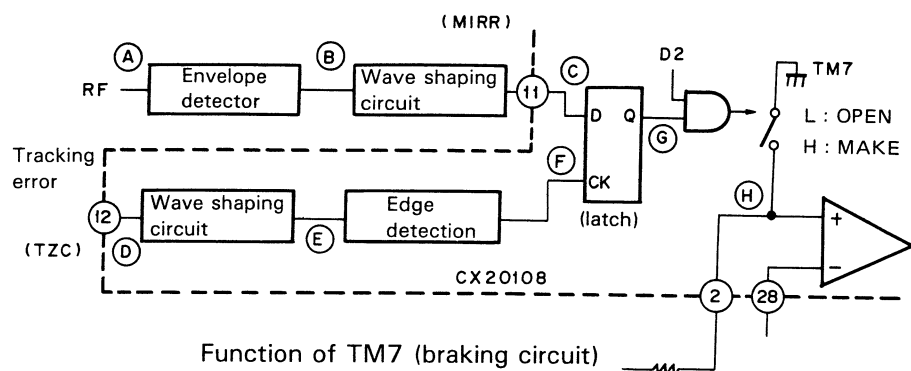 (MIRR)
A
B
C
D2
TM7
RF
Envelope
detector
Wave shaping
circuit
11
D
Q
G
L : OPEN
H : MAKE
Tracking
error
F
CK
(latch)
H
12
Wave shaping
circuit
Edge
detection
(TZC)
D
E
+
−
CX20108
2
28
Function of TM7 (braking circuit)